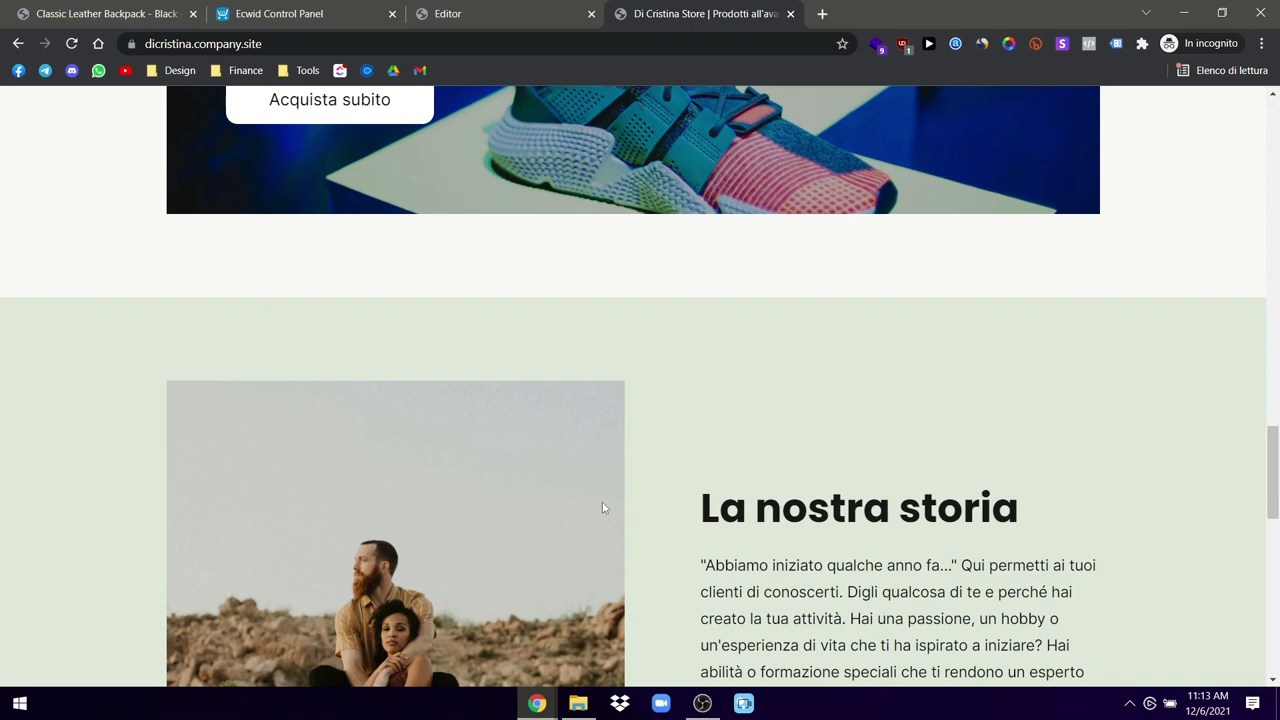 Classic Leather Backpack - Black
Ecwid Control Panel
Editor
Di Cristina Store | Prodotti all'ava
dicristina.company.site
9
1
In incognito
Design
Finance
Tools
Elenco di lettura
Acquista subito
La nostra storia
"Abbiamo iniziato qualche anno fa..." Qui permetti ai tuoi
clienti di conoscerti. Digli qualcosa di te e perché hai
creato la tua attività. Hai una passione, un hobby o
un'esperienza di vita che ti ha ispirato a iniziare? Hai
abilità o formazione speciali che ti rendono un esperto
11:13 AM
12/6/2021